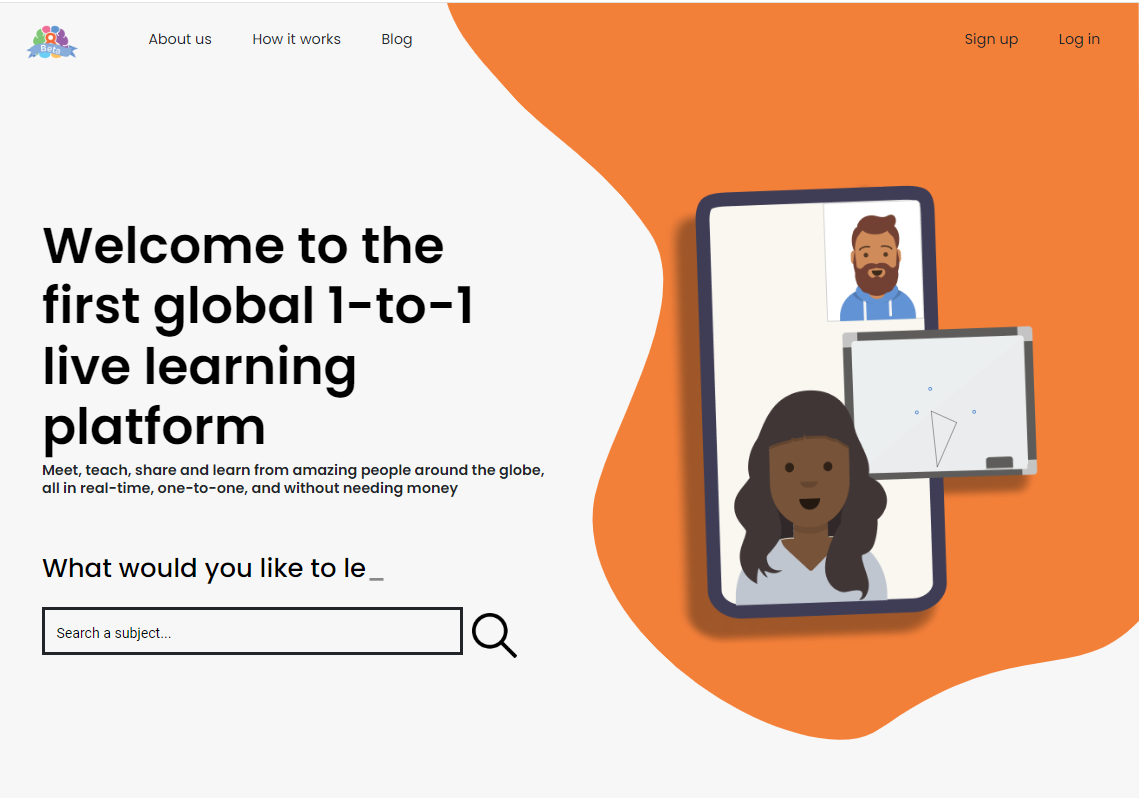 Beta
About us
How it works
Blog
Sign up
Log in
Welcome to the
first global 1-to-1
live learning
platform
Meet, teach, share and learn from amazing people around the globe,
all in real-time, one-to-one, and without needing money
What would you like to le_
Search a subject...